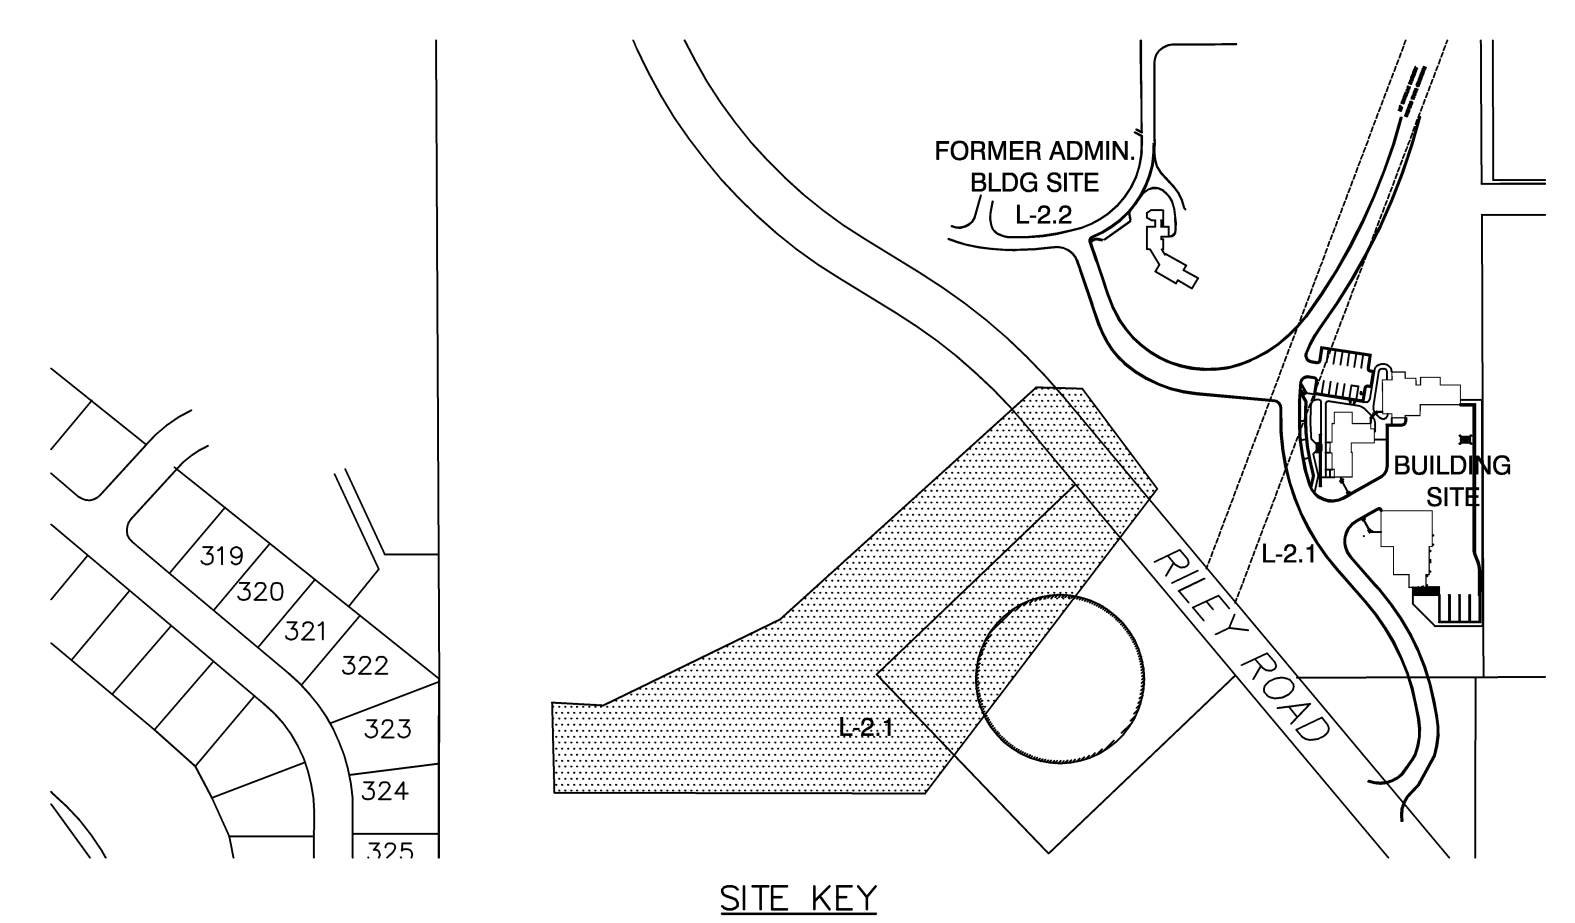 FORMER ADMIN.
BLDG SITE
L-2.2
BUILDING
SITE
L-2.1
RILEY ROAD
319
320
321
322
323
324
325
L-2.1
SITE KEY